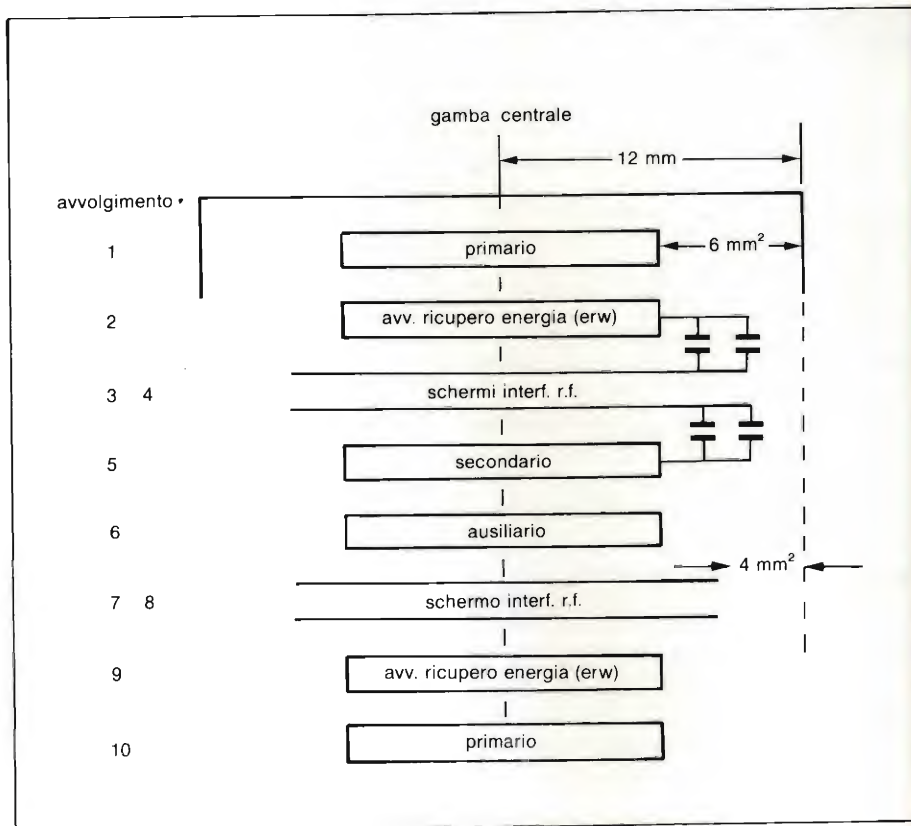 gamba centrale
12 mm
avvolgimento
1 primario 6 mm²
2 avv. ricupero energia (erw)
3 4 schermi interf. r.f.
5 secondario
6 ausiliario
4 mm²
7 8 schermo interf. r.f.
9 avv. ricupero energia (erw)
10 primario